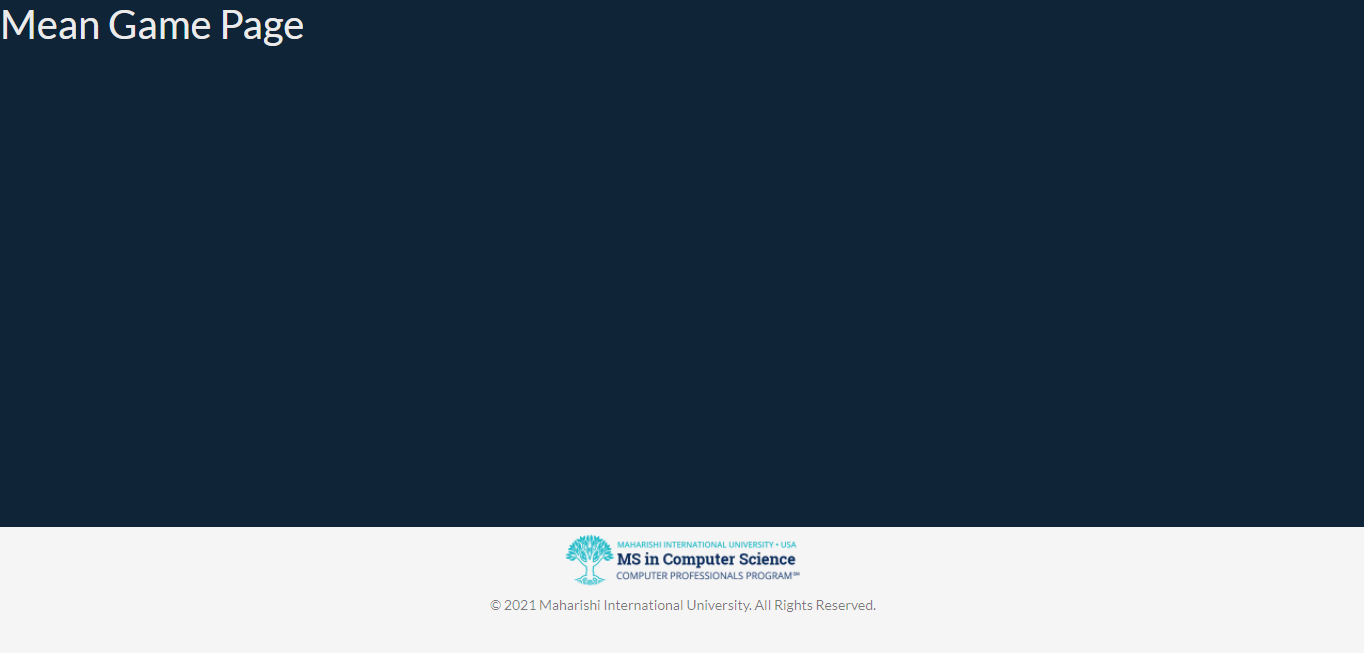 Mean Game Page
MAHARISHI INTERNATIONAL UNIVERSITY • USA
MS in Computer Science
COMPUTER PROFESSIONALS PROGRAM℠
© 2021 Maharishi International University. All Rights Reserved.